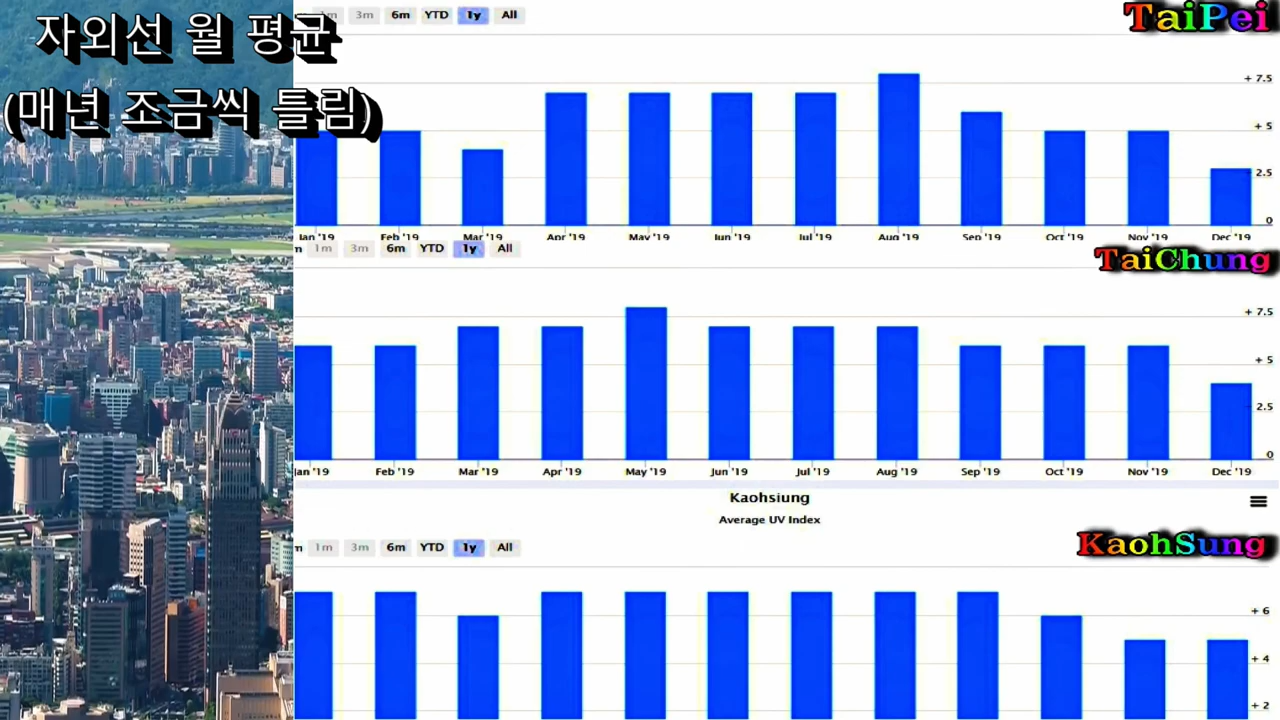 자외선 월 평균
(매년 조금씩 틀림)
1m 3m 6m YTD 1y All
TaiPei
+ 7.5
+ 5
2.5
0
Jan '19 Feb '19 Mar '19 Apr '19 May '19 Jun '19 Jul '19 Aug '19 Sep '19 Oct '19 Nov '19 Dec '19
m 1m 3m 6m YTD 1y All
TaiChung
+ 7.5
+ 5
2.5
0
Jan '19 Feb '19 Mar '19 Apr '19 May '19 Jun '19 Jul '19 Aug '19 Sep '19 Oct '19 Nov '19 Dec '19
Kaohsiung
Average UV Index
m 1m 3m 6m YTD 1y All
KaohSung
+ 6
+ 4
+ 2